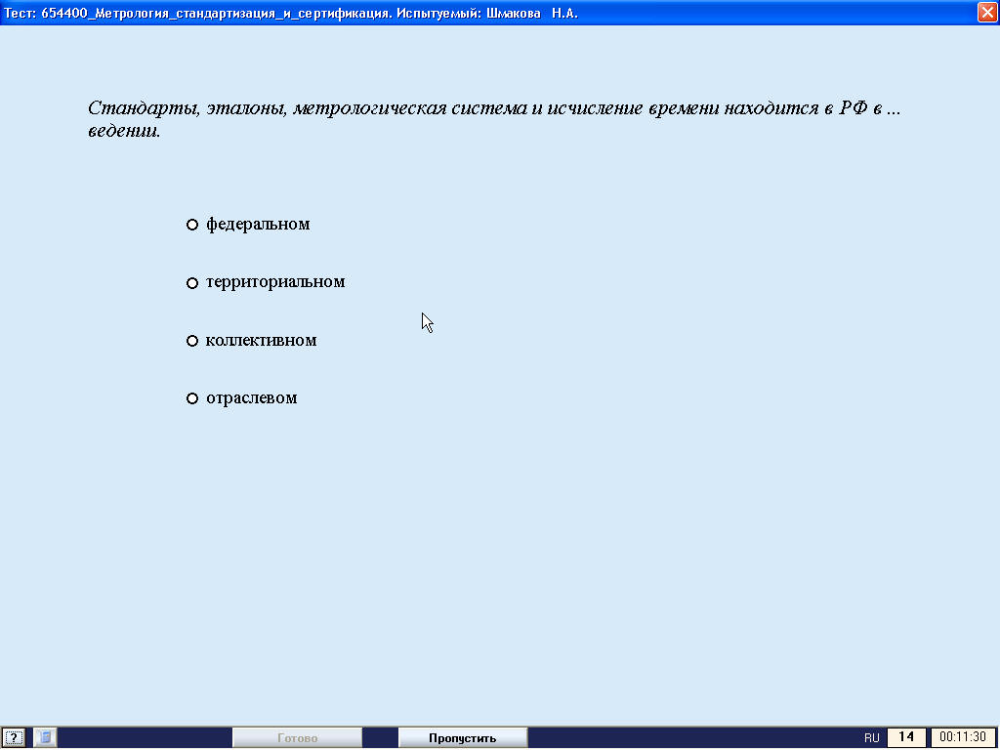 Тест: 654400_Метрология_стандартизация_и_сертификация. Испытуемый: Шмакова Н.А.
Стандарты, эталоны, метрологическая система и исчисление времени находится в РФ в ...
ведении.
федеральном
территориальном
коллективном
отраслевом
? Готово Пропустить RU 14 00:11:30